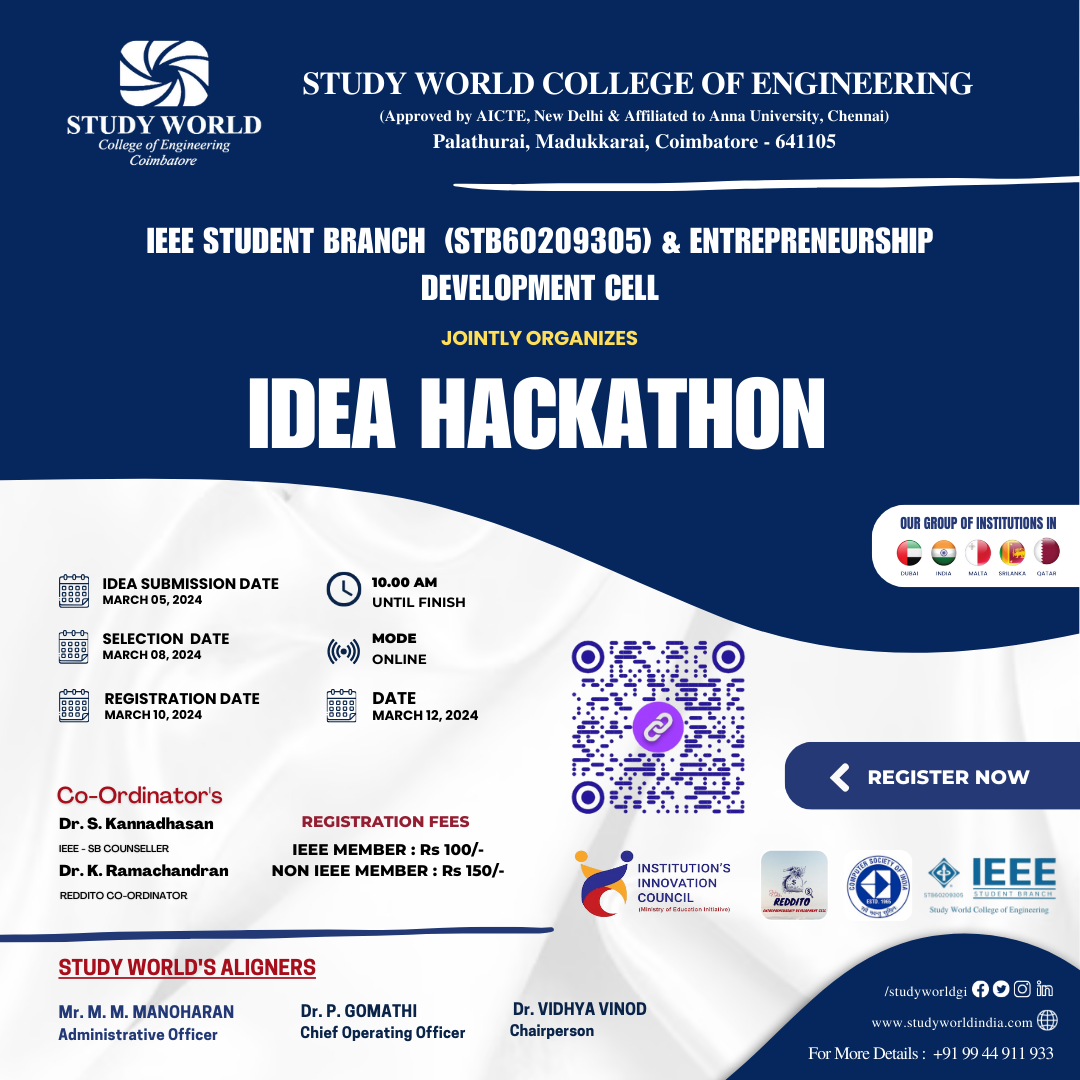 STUDY WORLD
College of Engineering
Coimbatore
STUDY WORLD COLLEGE OF ENGINEERING
(Approved by AICTE, New Delhi & Affiliated to Anna University, Chennai)
Palathurai, Madukkarai, Coimbatore - 641105
IEEE STUDENT BRANCH (STB60209305) & ENTREPRENEURSHIP
DEVELOPMENT CELL
JOINTLY ORGANIZES
IDEA HACKATHON
OUR GROUP OF INSTITUTIONS IN
DUBAI INDIA MALTA SRILANKA QATAR
IDEA SUBMISSION DATE
MARCH 05, 2024
10.00 AM
UNTIL FINISH
SELECTION DATE
MARCH 08, 2024
MODE
ONLINE
REGISTRATION DATE
MARCH 10, 2024
DATE
MARCH 12, 2024
REGISTER NOW
Co-Ordinator's
Dr. S. Kannadhasan
IEEE - SB COUNSELLER
Dr. K. Ramachandran
REDDITO CO-ORDINATOR
REGISTRATION FEES
IEEE MEMBER : Rs 100/-
NON IEEE MEMBER : Rs 150/-
INSTITUTION'S
INNOVATION
COUNCIL
(Ministry of Education Initiative)
REDDITO
ENTREPRENEURSHIP DEVELOPMENT CELL
COMPUTER SOCIETY OF INDIA
ESTD. 1965
STB60209305
IEEE
STUDENT BRANCH
Study World College of Engineering
STUDY WORLD'S ALIGNERS
Mr. M. M. MANOHARAN
Administrative Officer
Dr. P. GOMATHI
Chief Operating Officer
Dr. VIDHYA VINOD
Chairperson
/studyworldgi
www.studyworldindia.com
For More Details : +91 99 44 911 933